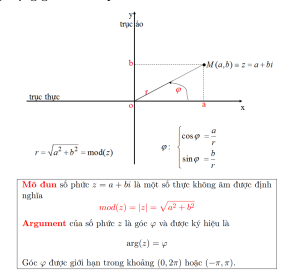 y
trục ảo
b
M(a,b) = z = a + bi
r
φ
trục thực
o
a
x
r = √(a² + b²) = mod(z)
φ: { cosφ = a/r
sinφ = b/r
Mô đun số phức z = a + bi là một số thực không âm được định
nghĩa
mod(z) = |z| = √(a² + b²)
Argument của số phức z là góc φ và được ký hiệu là
arg(z) = φ
Góc φ được giới hạn trong khoảng (0, 2π) hoặc (−π, π).